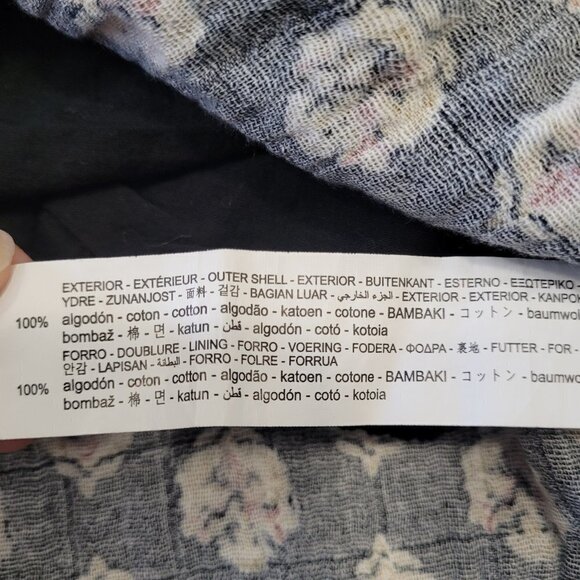 EXTERIOR - EXTÉRIEUR - OUTER SHELL - EXTERIOR - BUITENKANT - ESTERNO - ΕΞΩΤΕΡΙΚΟ -
YDRE - ZUNANJOST - 面料 - 겉감 - BAGIAN LUAR - الجزء الخارجي - EXTERIOR - EXTERIOR - KANPO
100% algodón - coton - cotton - algodão - katoen - cotone - BAMBAKI - コットン - baumwol
bombaž - 棉 - 면 - katun - قطن - algodón - cotó - kotoia
FORRO - DOUBLURE - LINING - FORRO - VOERING - FODERA - ΦΟΔΡΑ - 裏地 - FUTTER - FOR -
안감 - LAPISAN - البطانة - FORRO - FOLRE - FORRUA
100% algodón - coton - cotton - algodão - katoen - cotone - BAMBAKI - コットン - baumwo
bombaž - 棉 - 면 - katun - قطن - algodón - cotó - kotoia